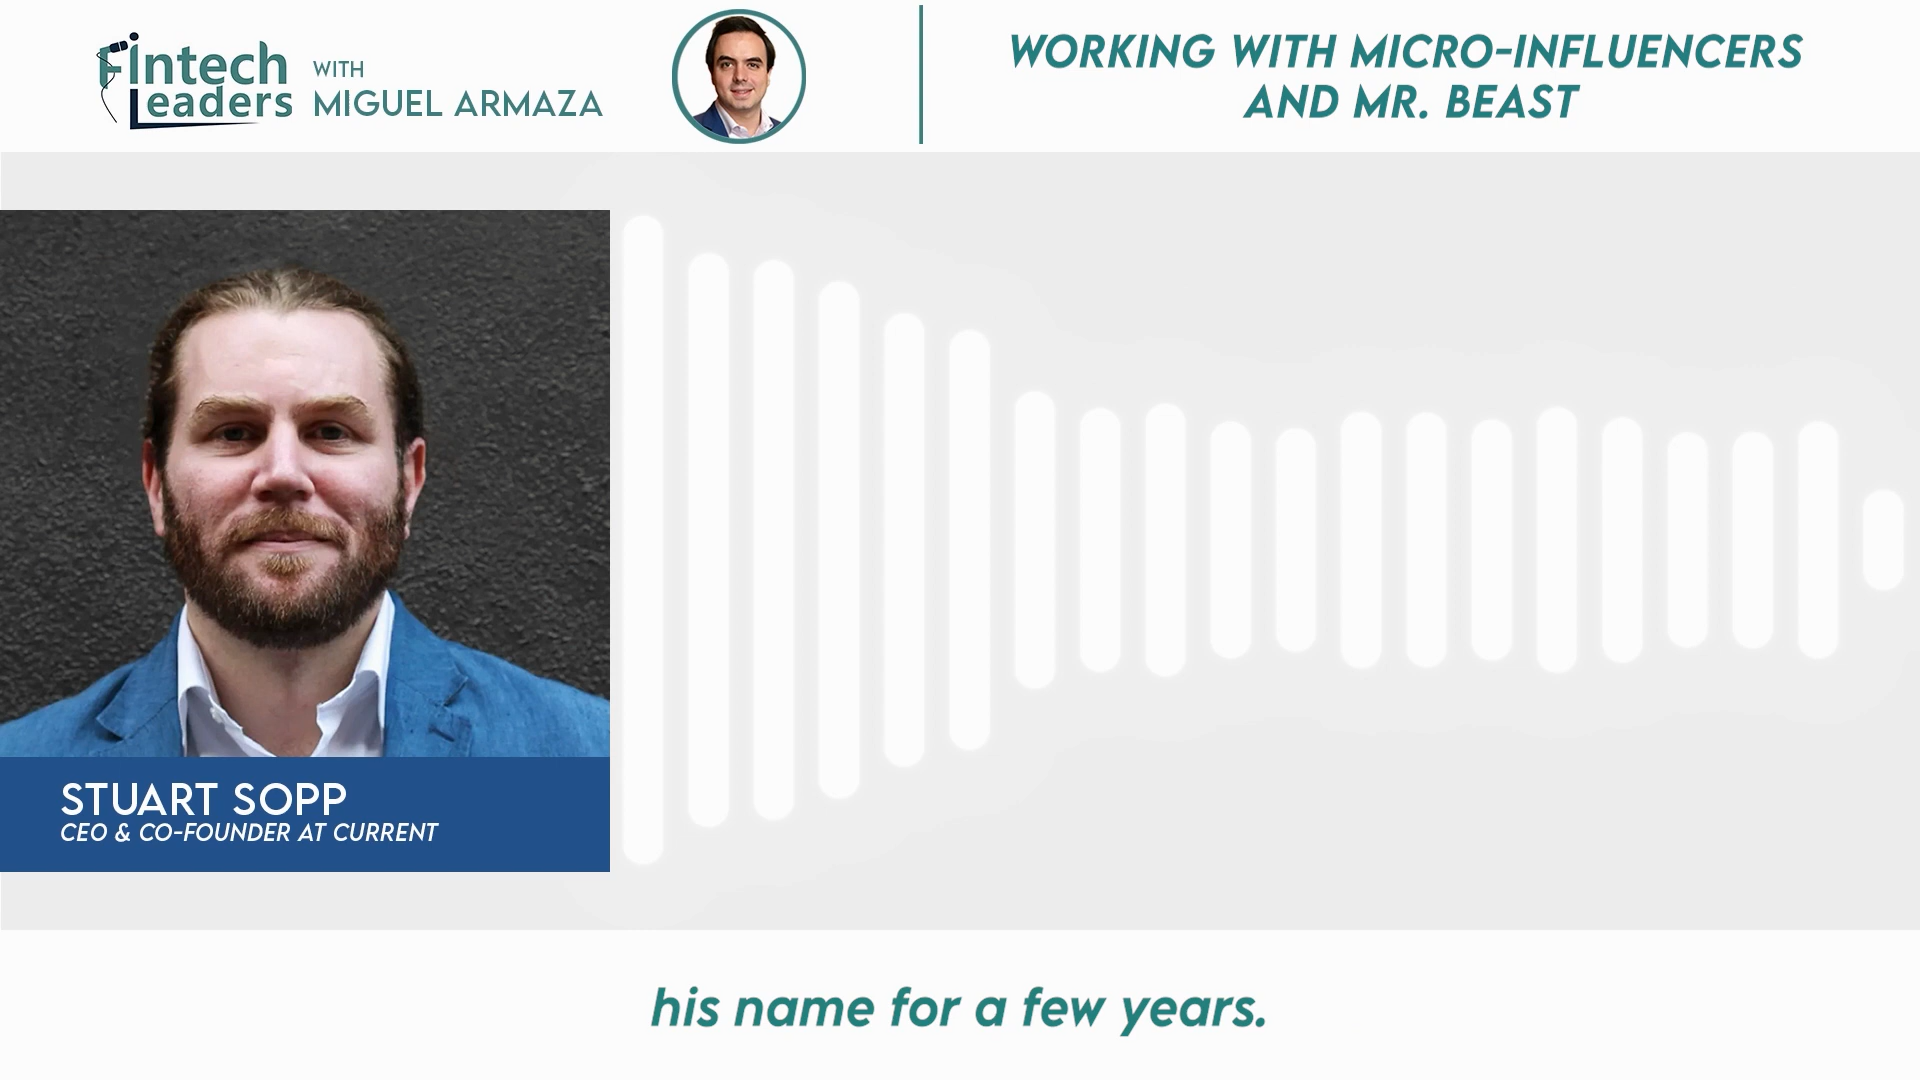 Fintech
Leaders
WITH
MIGUEL ARMAZA
WORKING WITH MICRO-INFLUENCERS
AND MR. BEAST
STUART SOPP
CEO & CO-FOUNDER AT CURRENT
his name for a few years.